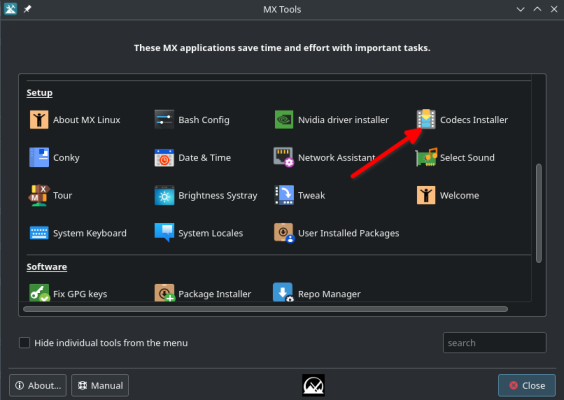 MX Tools
These MX applications save time and effort with important tasks.
Setup
About MX Linux Bash Config Nvidia driver installer Codecs Installer
Conky Date & Time Network Assistant Select Sound
Tour Brightness Systray Tweak Welcome
System Keyboard System Locales User Installed Packages
Software
Fix GPG keys Package Installer Repo Manager
Hide individual tools from the menu search
About... Manual Close